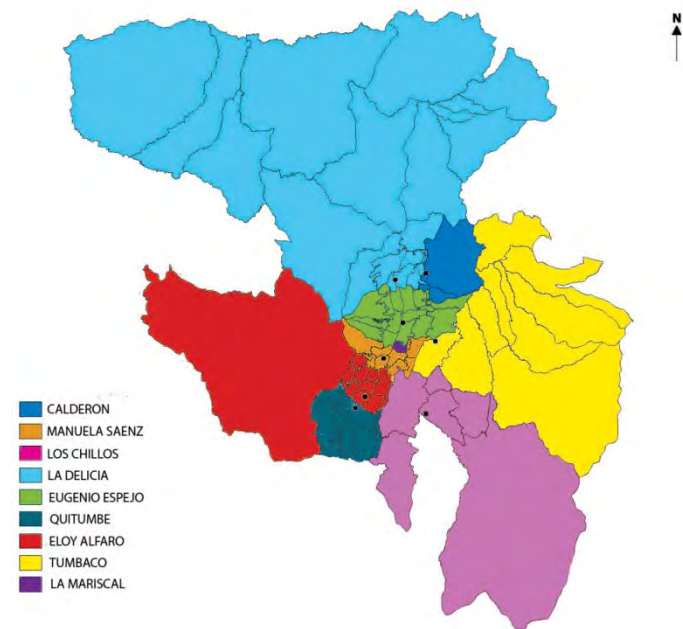 N
CALDERON
MANUELA SAENZ
LOS CHILLOS
LA DELICIA
EUGENIO ESPEJO
QUITUMBE
ELOY ALFARO
TUMBACO
LA MARISCAL